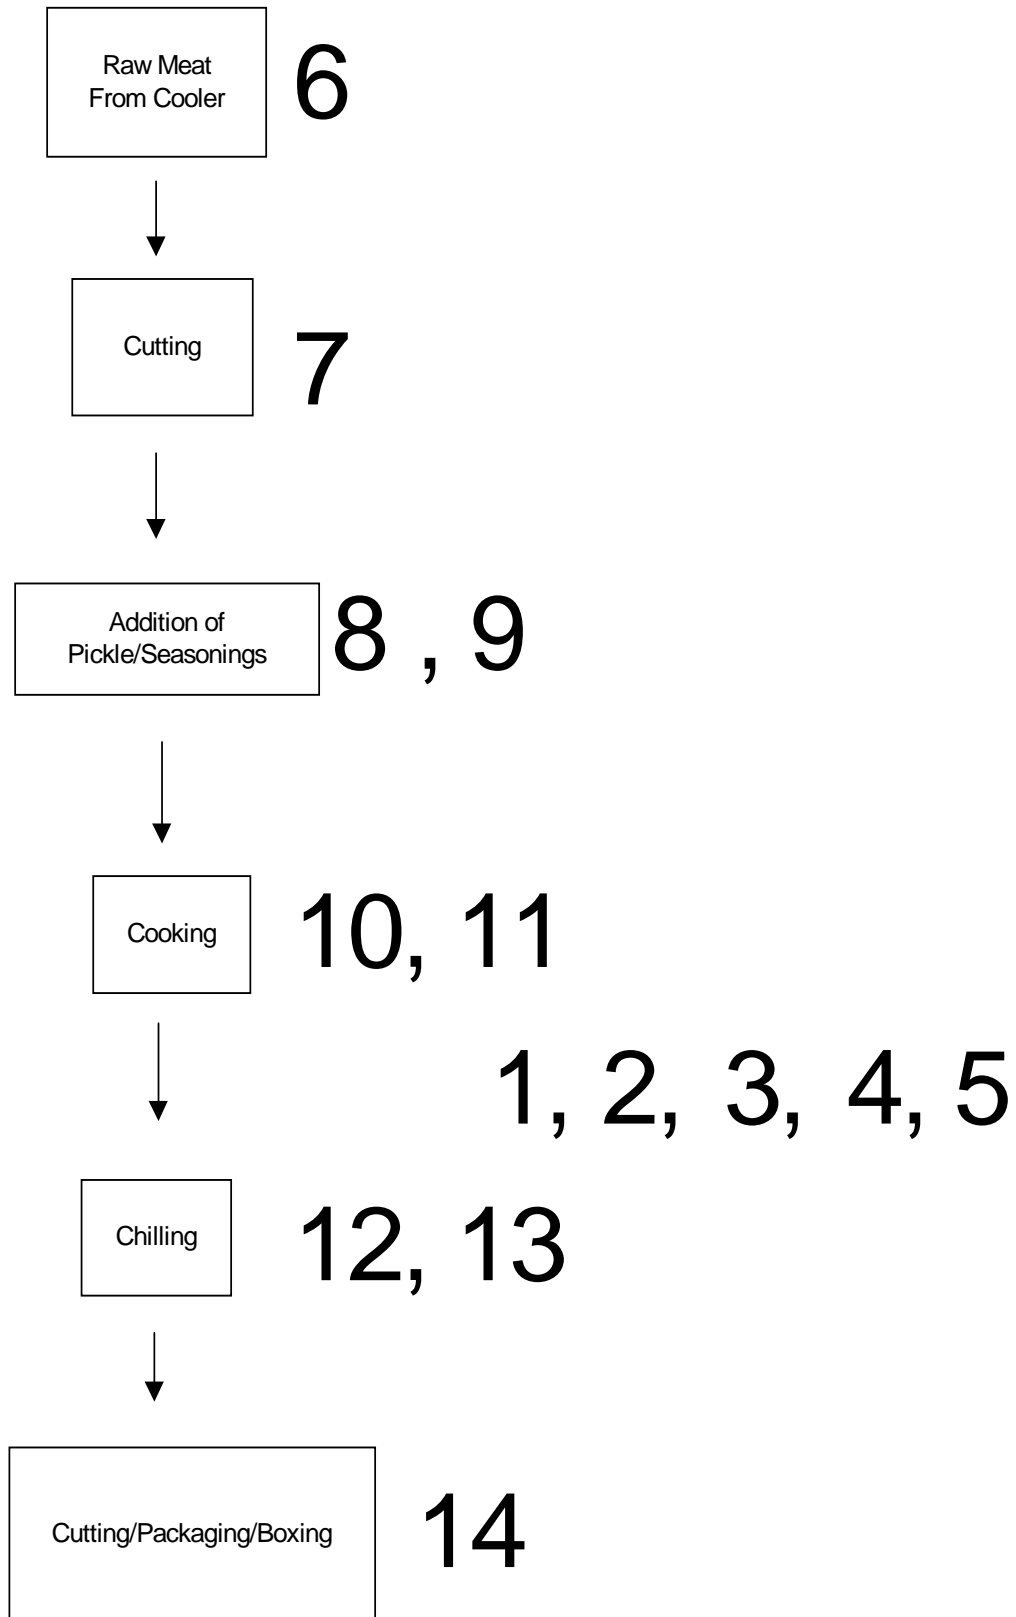 Raw Meat
From Cooler
6
Cutting
7
Addition of
Pickle/Seasonings
8 , 9
Cooking
10, 11
1, 2, 3, 4, 5
Chilling
12, 13
Cutting/Packaging/Boxing
14